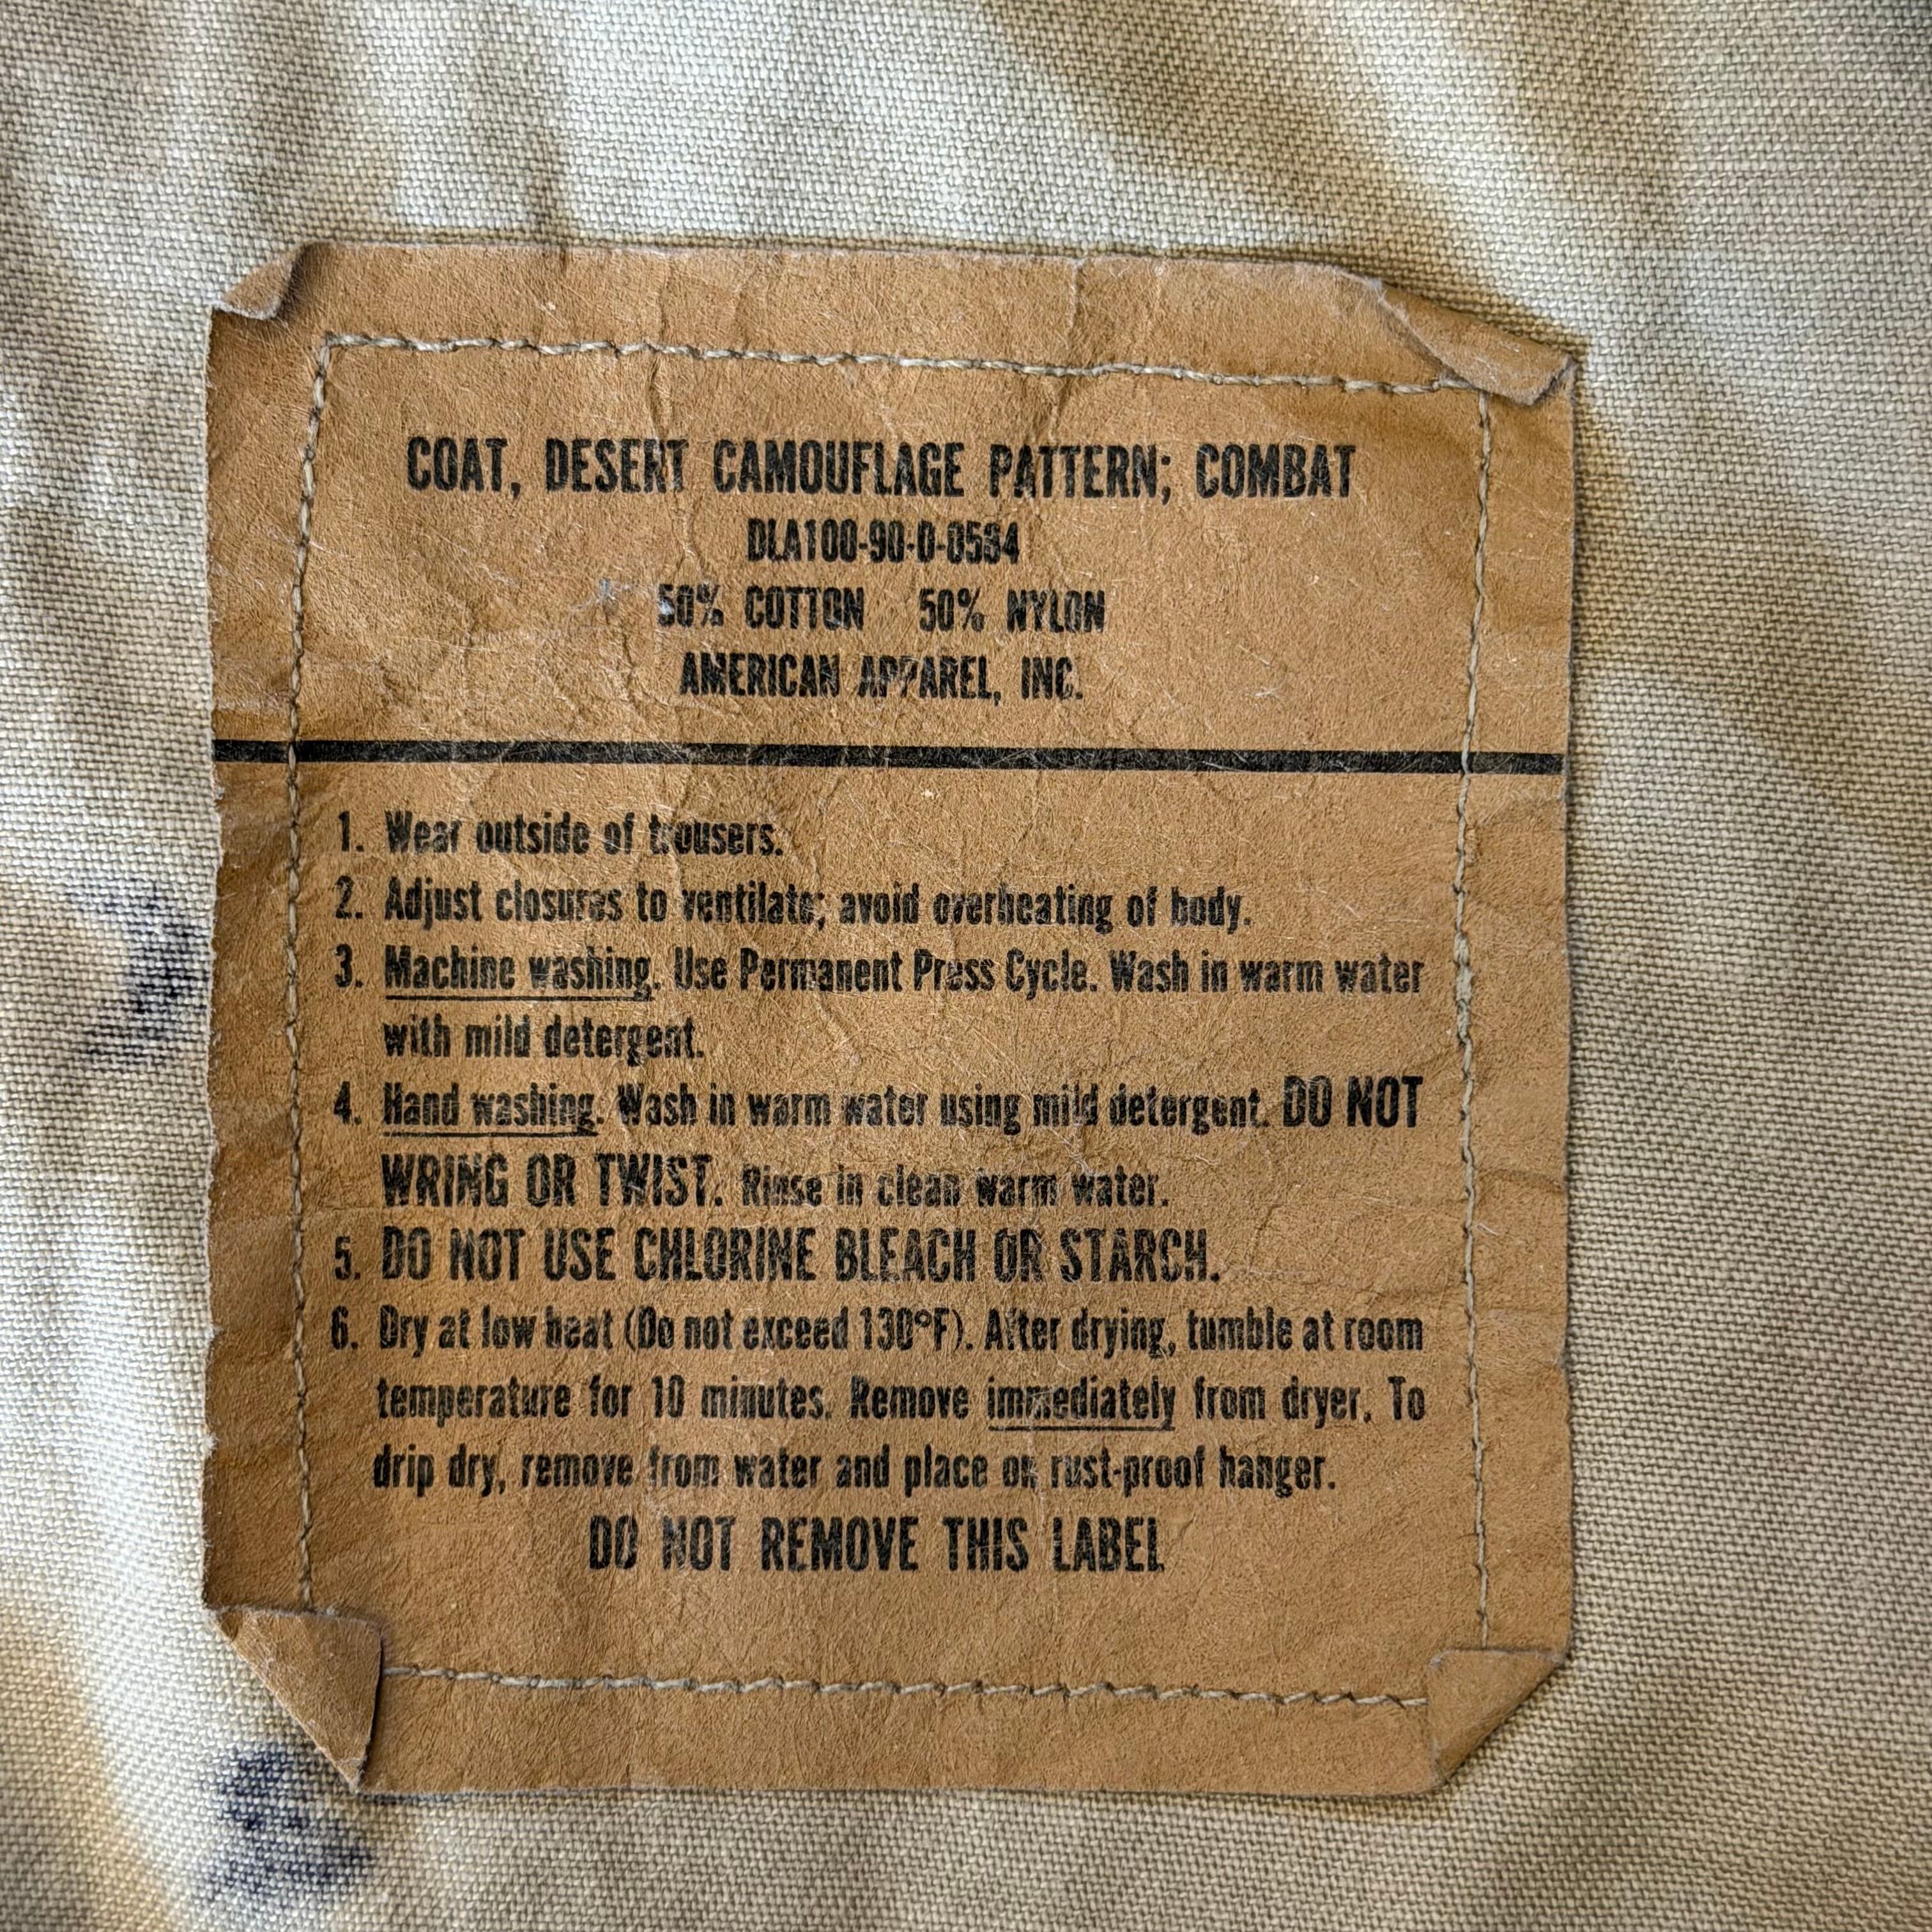 COAT, DESERT CAMOUFLAGE PATTERN; COMBAT
DLA100-90-D-0584
50% COTTON 50% NYLON
AMERICAN APPAREL, INC.
1. Wear outside of trousers.
2. Adjust closures to ventilate; avoid overheating of body.
3. Machine washing. Use Permanent Press Cycle. Wash in warm water
with mild detergent.
4. Hand washing. Wash in warm water using mild detergent. DO NOT
WRING OR TWIST. Rinse in clean warm water.
5. DO NOT USE CHLORINE BLEACH OR STARCH.
6. Dry at low heat (Do not exceed 130°F). After drying, tumble at room
temperature for 10 minutes. Remove immediately from dryer. To
drip dry, remove from water and place on rust-proof hanger.
DO NOT REMOVE THIS LABEL